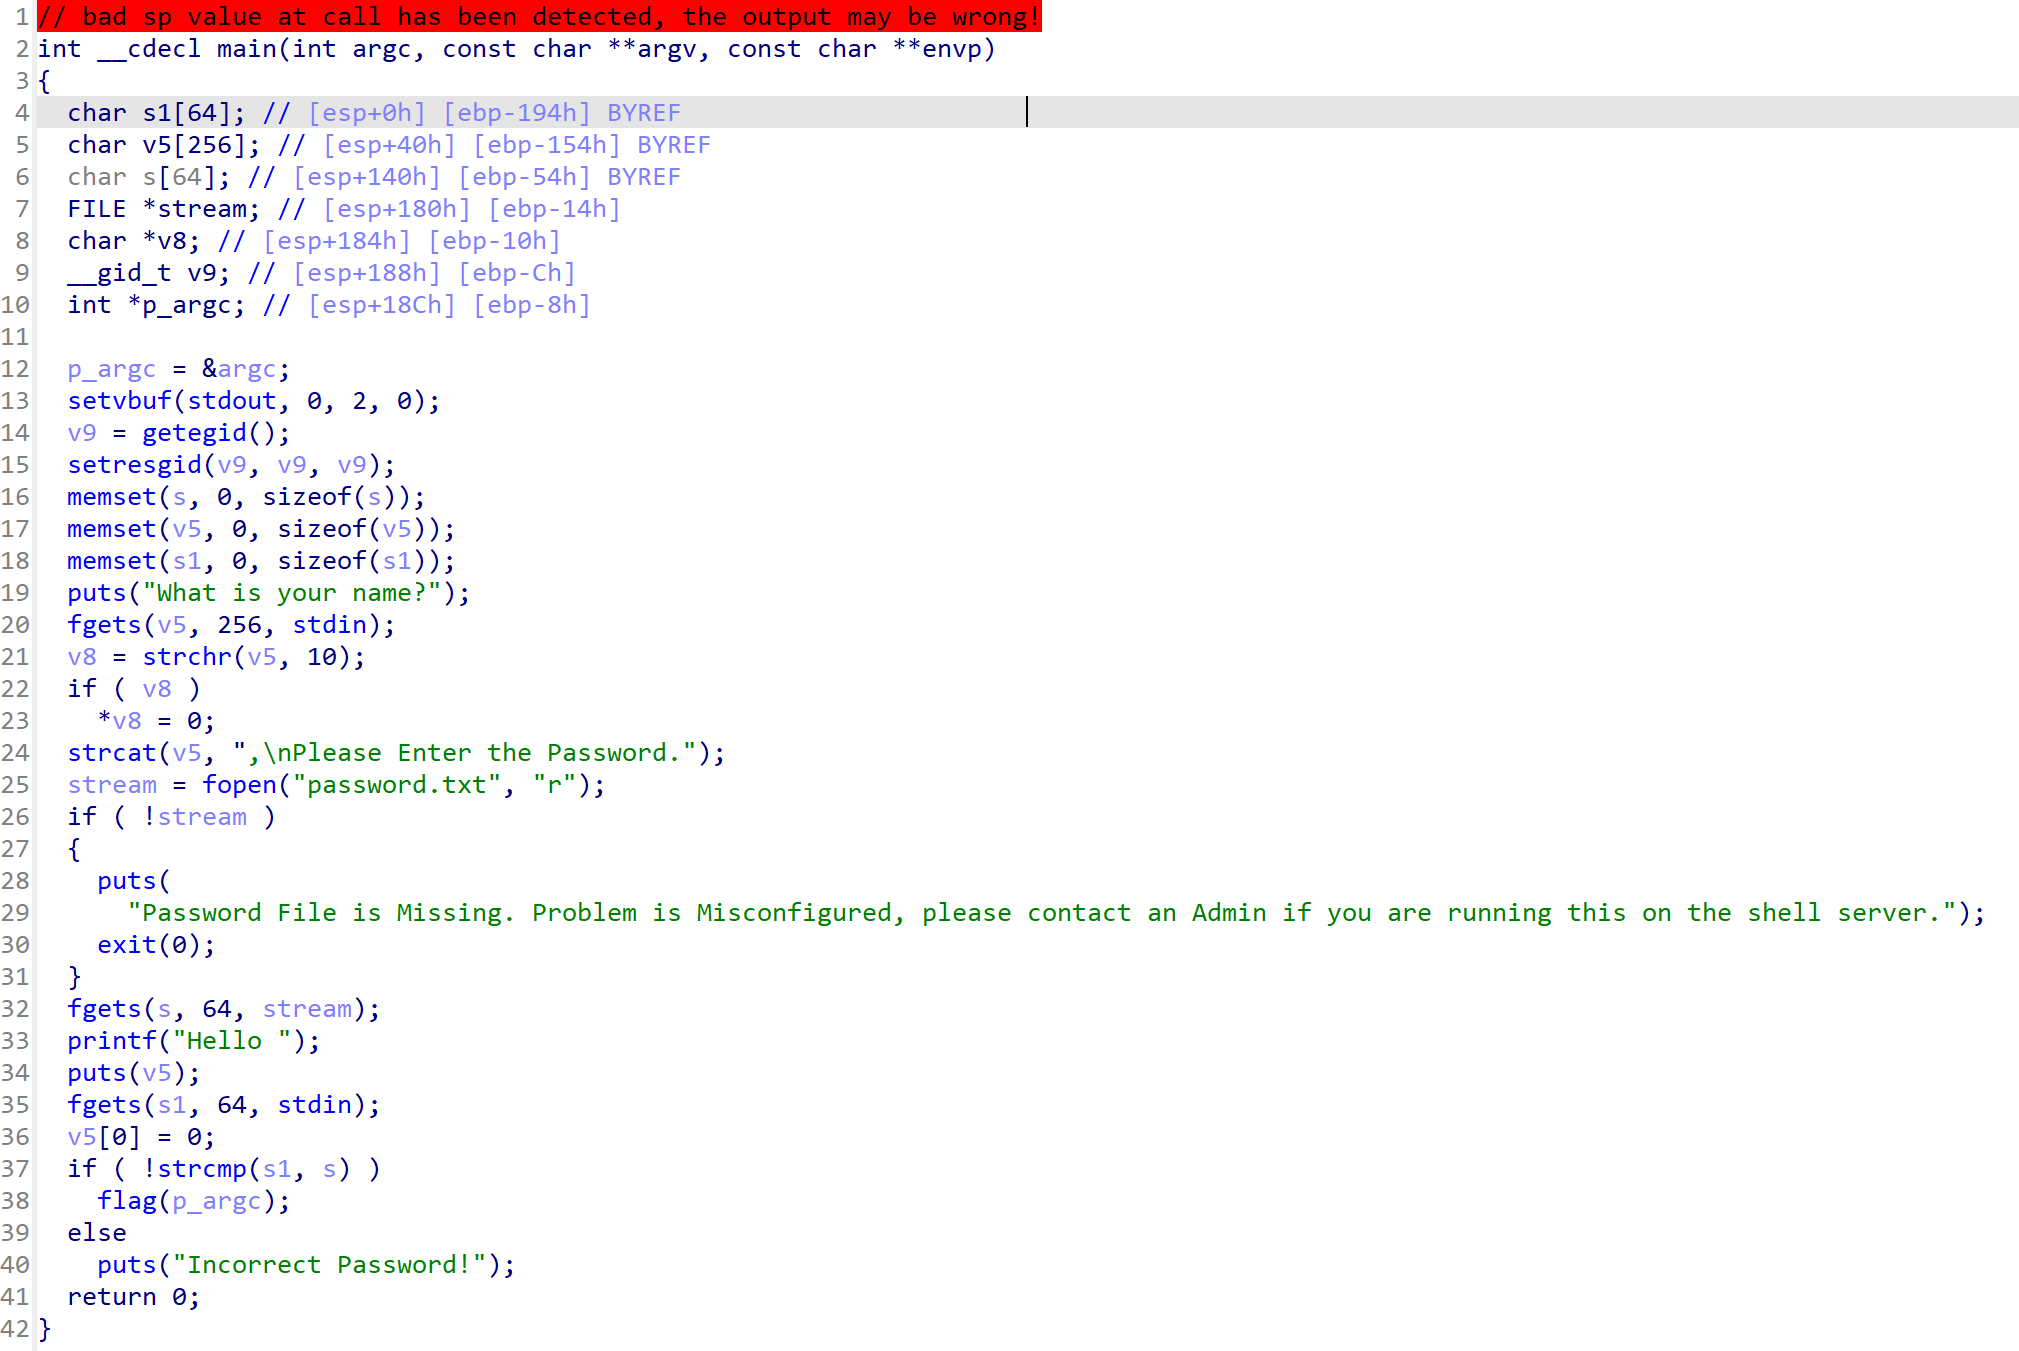 1 // bad sp value at call has been detected, the output may be wrong!
2 int __cdecl main(int argc, const char **argv, const char **envp)
3 {
4   char s1[64]; // [esp+0h] [ebp-194h] BYREF
5   char v5[256]; // [esp+40h] [ebp-154h] BYREF
6   char s[64]; // [esp+140h] [ebp-54h] BYREF
7   FILE *stream; // [esp+180h] [ebp-14h]
8   char *v8; // [esp+184h] [ebp-10h]
9   __gid_t v9; // [esp+188h] [ebp-Ch]
10   int *p_argc; // [esp+18Ch] [ebp-8h]
11
12   p_argc = &argc;
13   setvbuf(stdout, 0, 2, 0);
14   v9 = getegid();
15   setresgid(v9, v9, v9);
16   memset(s, 0, sizeof(s));
17   memset(v5, 0, sizeof(v5));
18   memset(s1, 0, sizeof(s1));
19   puts("What is your name?");
20   fgets(v5, 256, stdin);
21   v8 = strchr(v5, 10);
22   if ( v8 )
23     *v8 = 0;
24   strcat(v5, ",\nPlease Enter the Password.");
25   stream = fopen("password.txt", "r");
26   if ( !stream )
27   {
28     puts(
29       "Password File is Missing. Problem is Misconfigured, please contact an Admin if you are running this on the shell server.");
30     exit(0);
31   }
32   fgets(s, 64, stream);
33   printf("Hello ");
34   puts(v5);
35   fgets(s1, 64, stdin);
36   v5[0] = 0;
37   if ( !strcmp(s1, s) )
38     flag(p_argc);
39   else
40     puts("Incorrect Password!");
41   return 0;
42 }